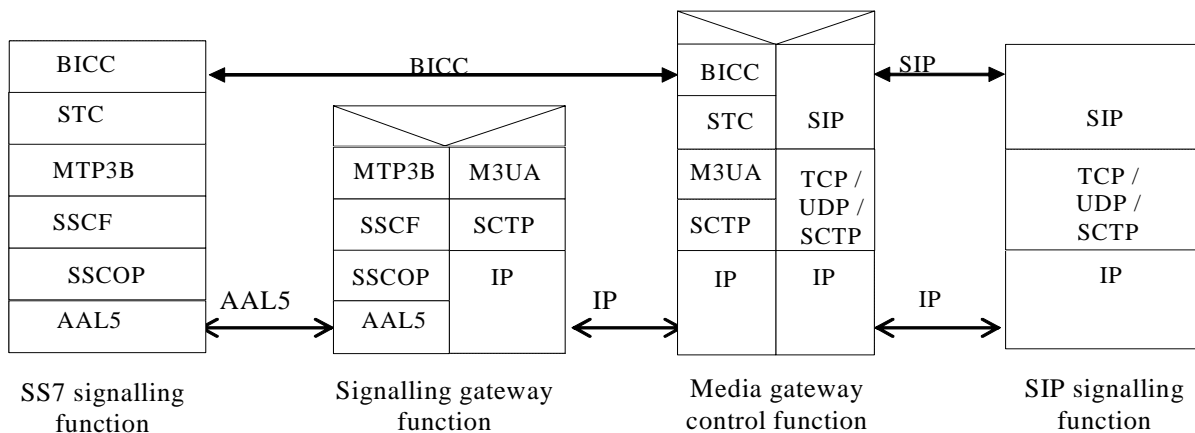 BICC
STC
MTP3B
SSCF
SSCOP
AAL5
SS7 signalling
function
BICC
AAL5
MTP3B
SSCF
SSCOP
AAL5
M3UA
SCTP
IP
Signalling gateway
function
IP
BICC
STC
M3UA
SCTP
IP
SIP
TCP /
UDP /
SCTP
IP
Media gateway
control function
SIP
IP
SIP
TCP /
UDP /
SCTP
IP
SIP signalling
function